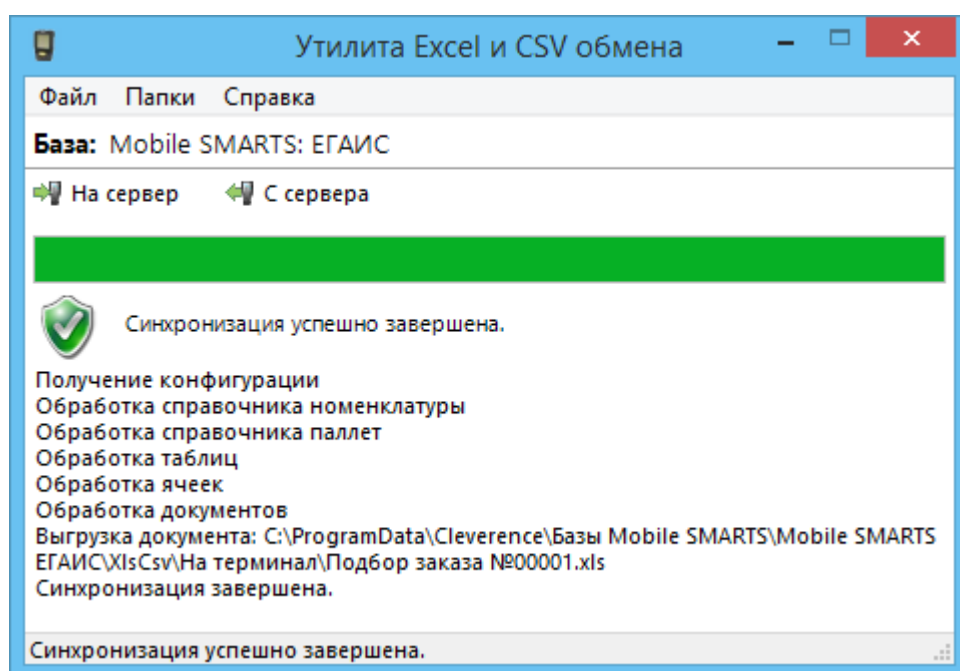 Утилита Excel и CSV обмена
Файл Папки Справка
База: Mobile SMARTS: ЕГАИС
На сервер С сервера
Синхронизация успешно завершена.
Получение конфигурации
Обработка справочника номенклатуры
Обработка справочника паллет
Обработка таблиц
Обработка ячеек
Обработка документов
Выгрузка документа: C:\ProgramData\Cleverence\Базы Mobile SMARTS\Mobile SMARTS
ЕГАИС\XlsCsv\На терминал\Подбор заказа №00001.xls
Синхронизация завершена.
Синхронизация успешно завершена.